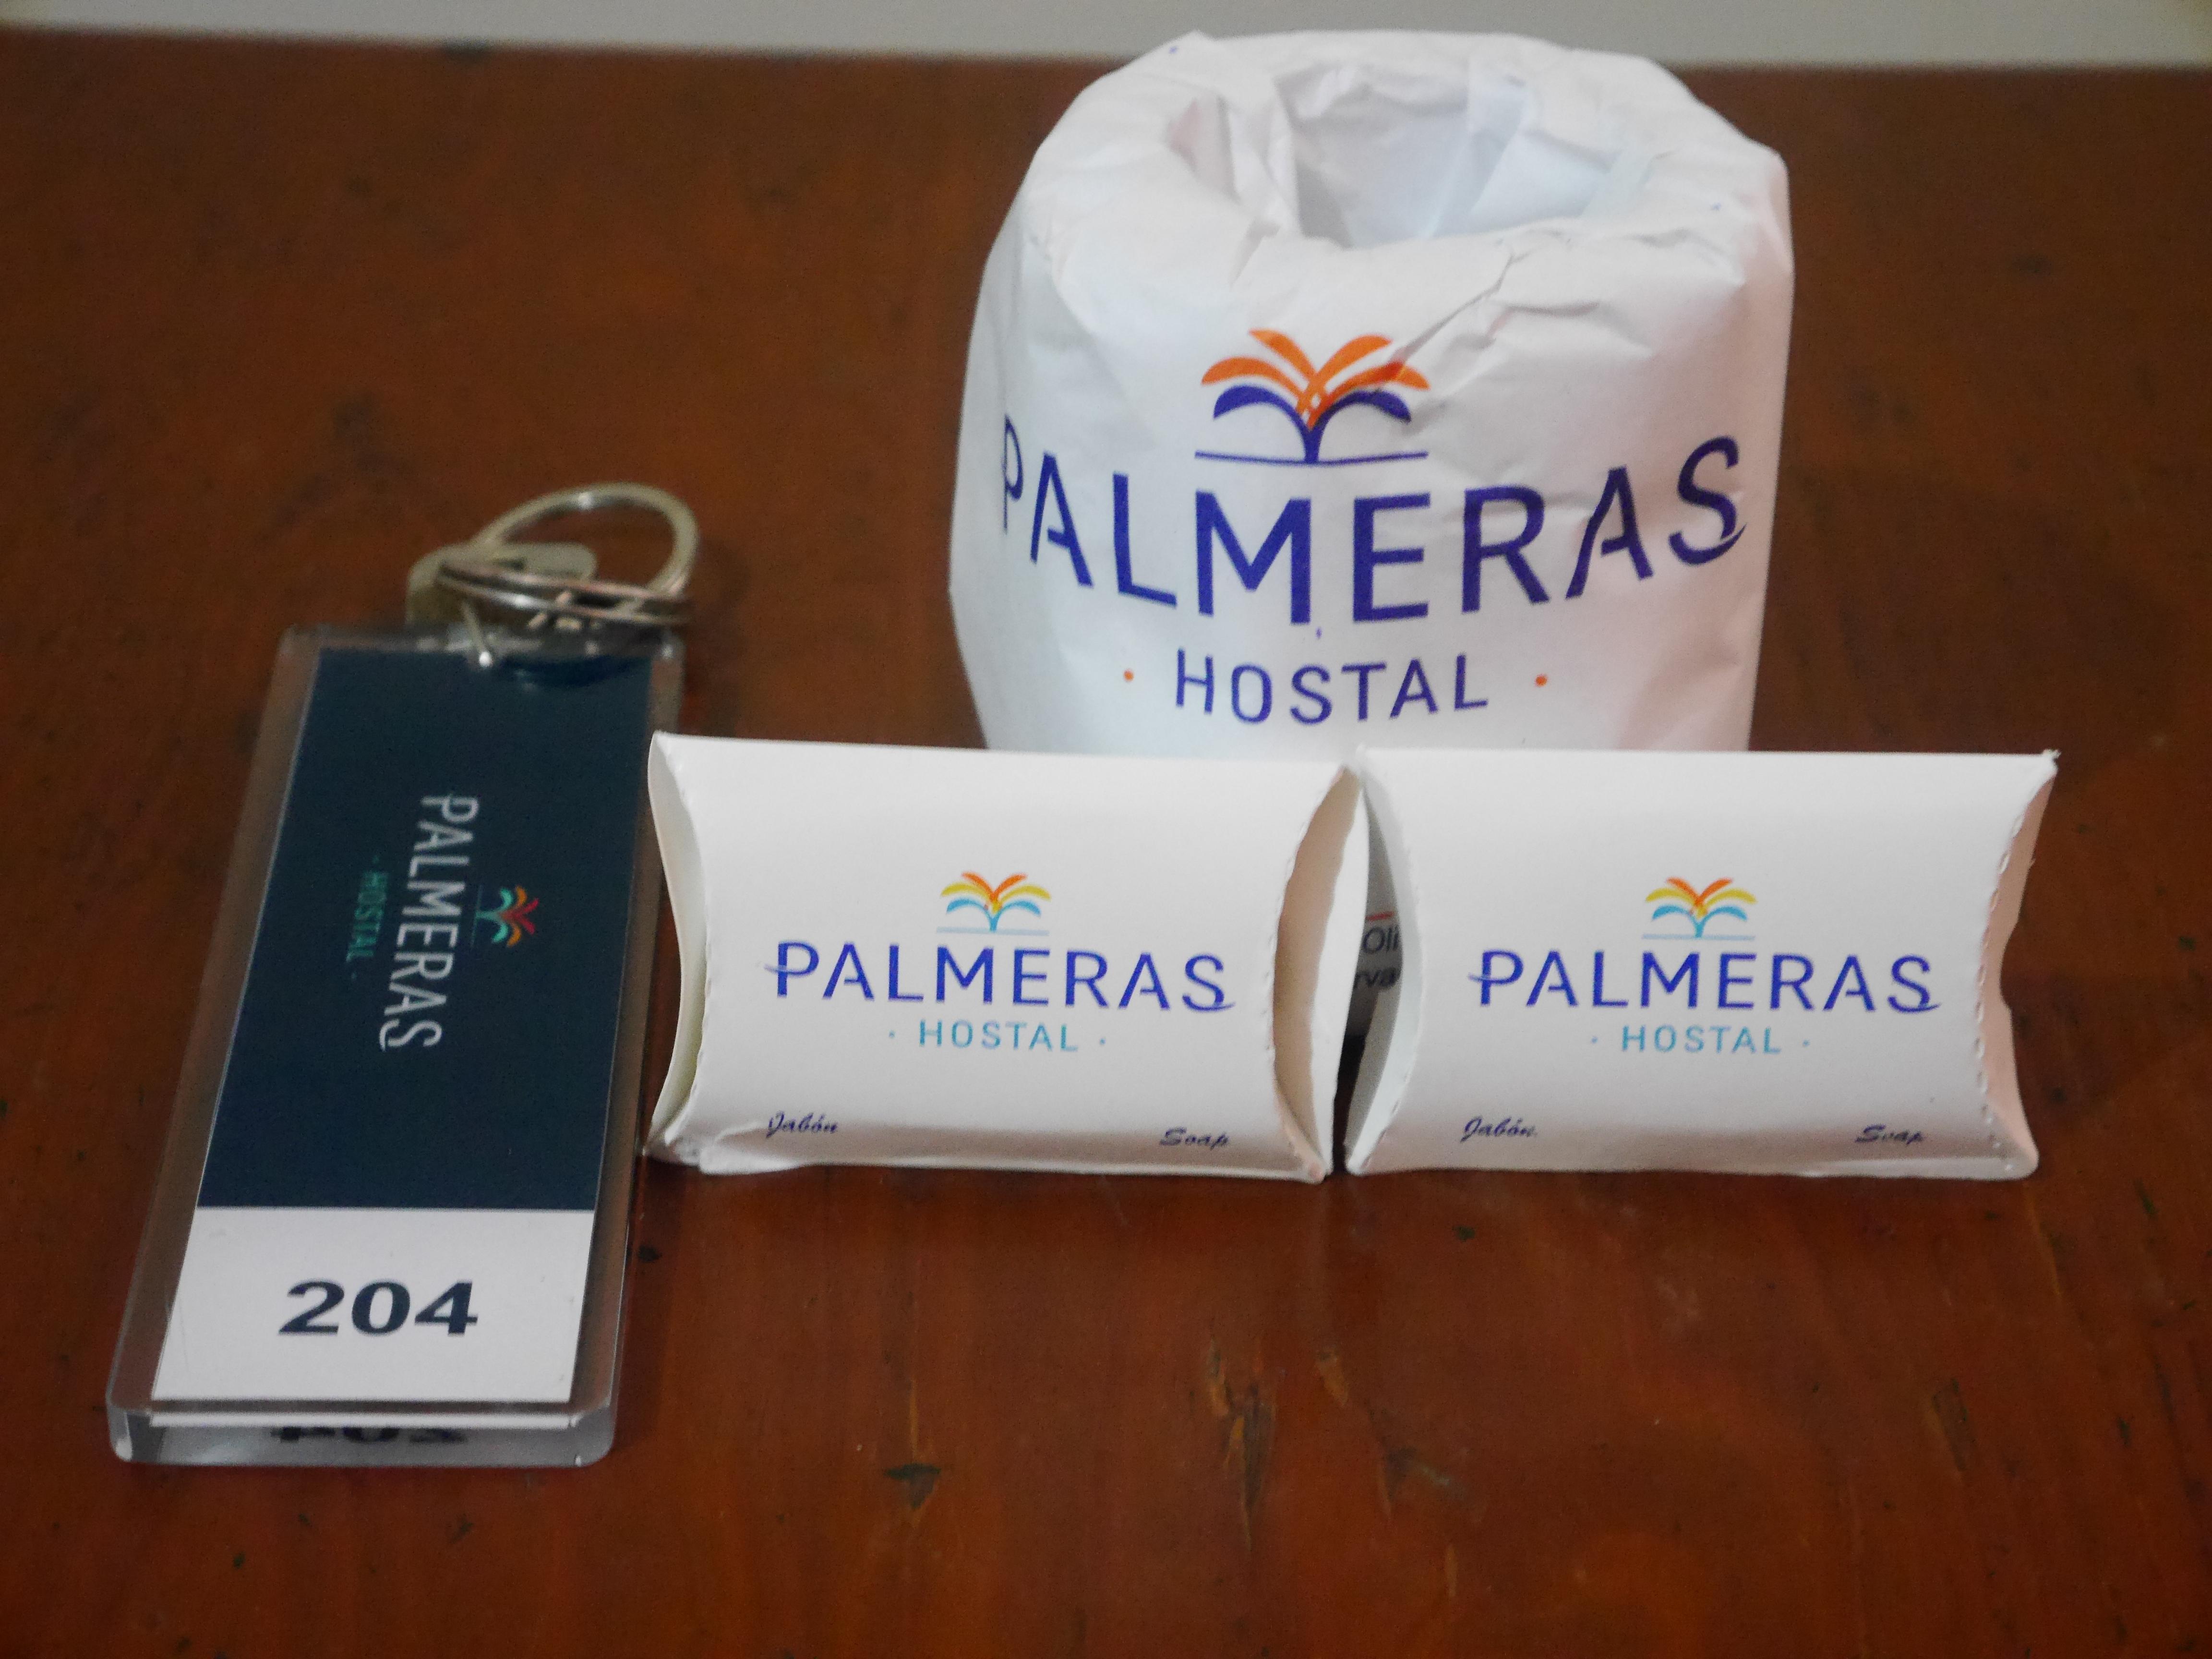 PALMERAS
· HOSTAL ·
PALMERAS
· HOSTAL ·
204
PALMERAS
· HOSTAL ·
Jabón Soap
PALMERAS
· HOSTAL ·
Jabón Soap